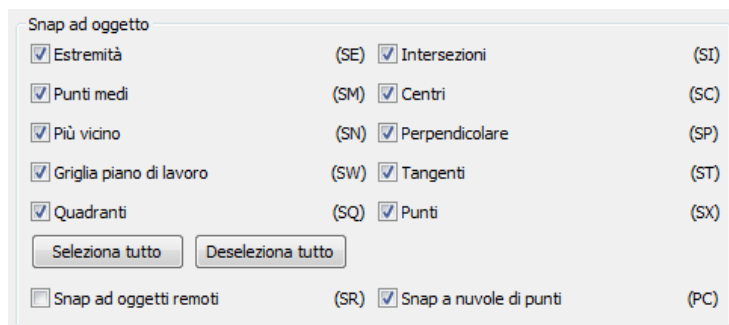 Snap ad oggetto
Estremità (SE) Intersezioni (SI)
Punti medi (SM) Centri (SC)
Più vicino (SN) Perpendicolare (SP)
Griglia piano di lavoro (SW) Tangenti (ST)
Quadranti (SQ) Punti (SX)
Seleziona tutto Deseleziona tutto
Snap ad oggetti remoti (SR) Snap a nuvole di punti (PC)